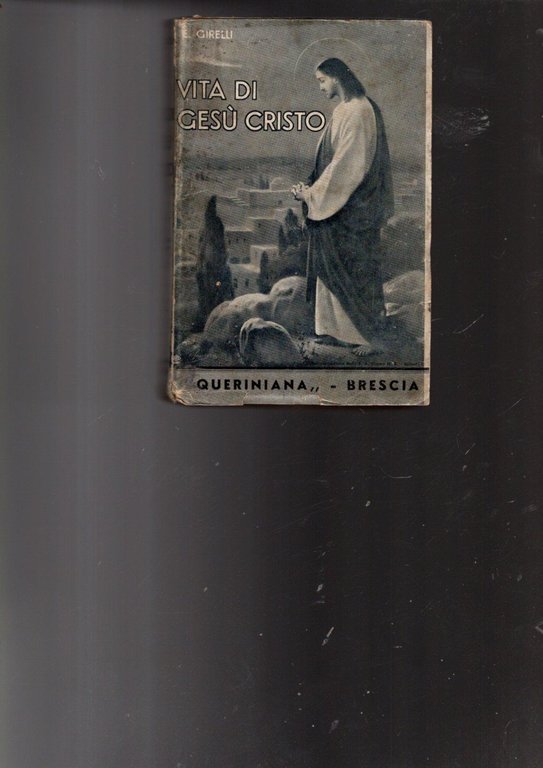 E. GIRELLI
VITA DI
GESÙ CRISTO
QUERINIANA,, - BRESCIA